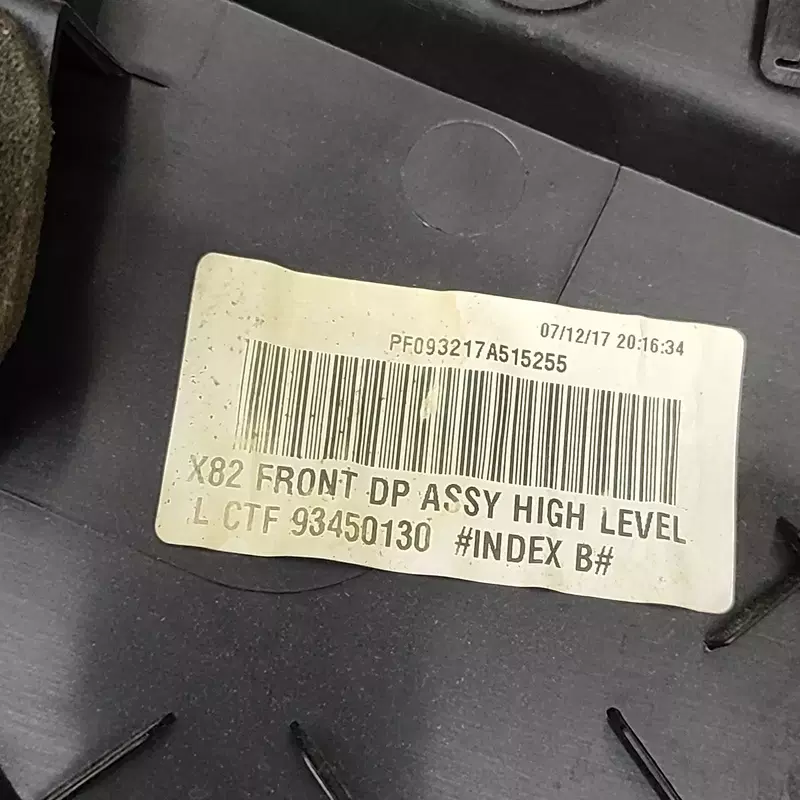 07/12/17 20:16:34
PF093217A515255
X82 FRONT DP ASSY HIGH LEVEL
L CTF 93450130 #INDEX B#